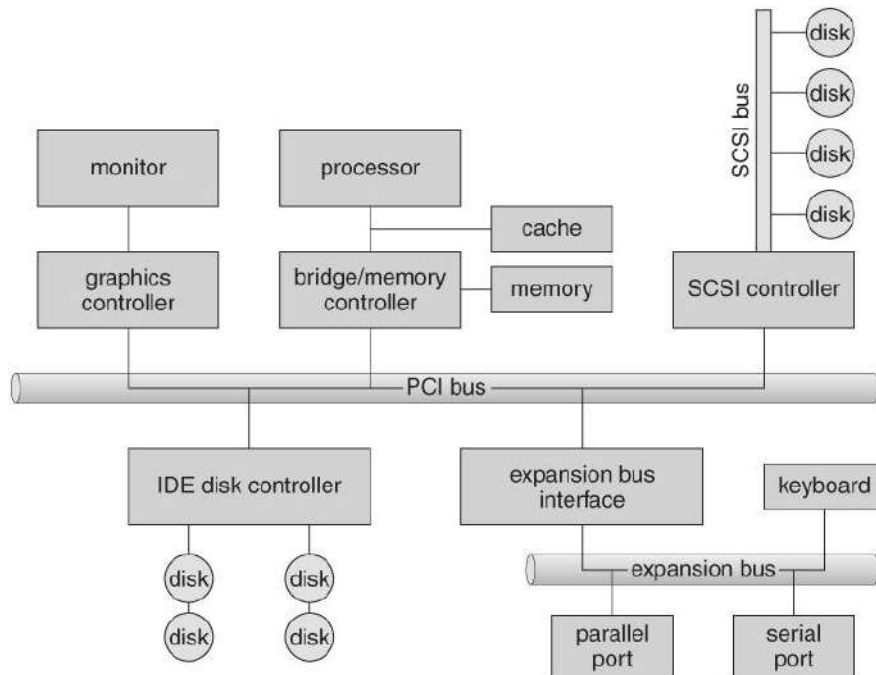 disk
disk
disk
disk
SCSI bus
monitor
processor
cache
graphics
controller
bridge/memory
controller
memory
SCSI controller
PCI bus
IDE disk controller
expansion bus
interface
keyboard
disk
disk
disk
disk
expansion bus
parallel
port
serial
port